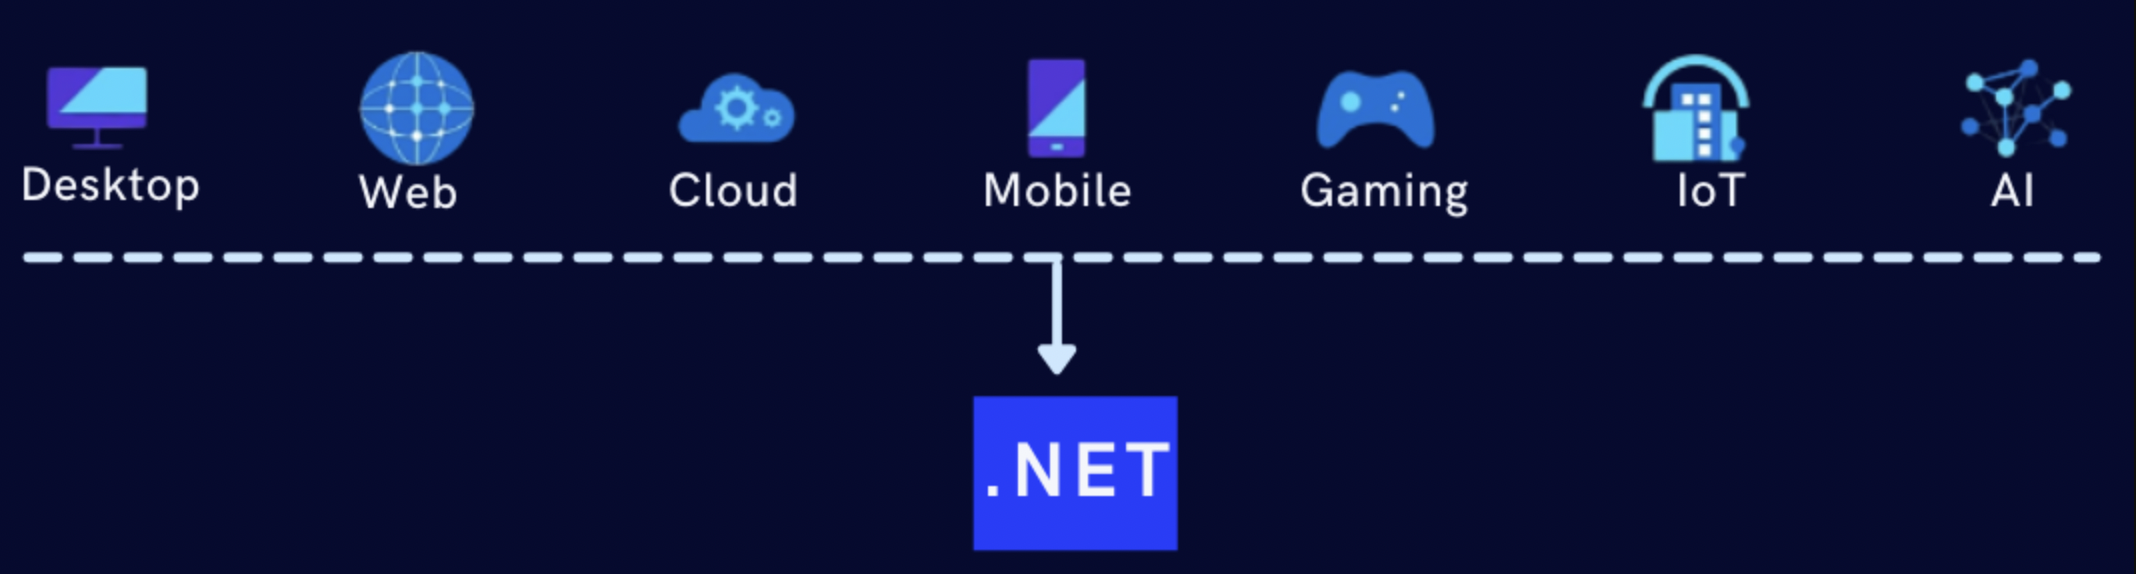 Desktop
Web
Cloud
Mobile
Gaming
IoT
AI
.NET